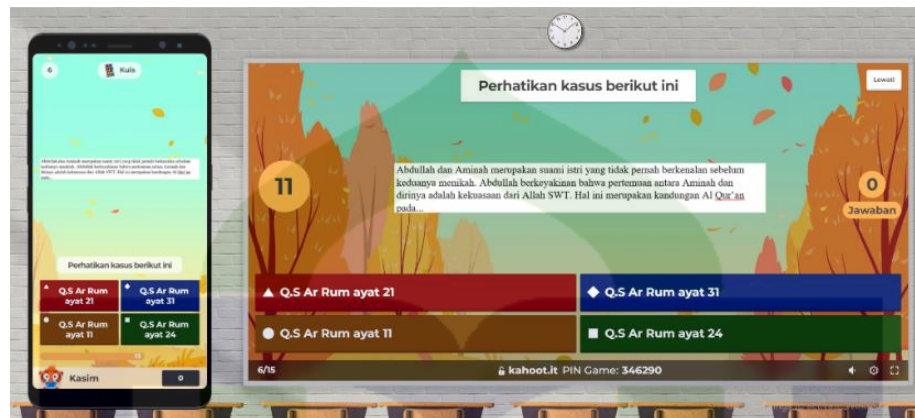 6
Kuis
Perhatikan kasus berikut ini
Q.S Ar Rum
ayat 21
Q.S Ar Rum
ayat 31
Q.S Ar Rum
ayat 11
Q.S Ar Rum
ayat 24
Kasim
0
Perhatikan kasus berikut ini
Lewati
11
Abdullah dan Aminah merupakan suami istri yang tidak pernah berkenalan sebelum
keduanya menikah. Abdullah berkeyakinan bahwa pertemuan antara Aminah dan
dirinya adalah kekuasaan dari Allah SWT. Hal ini merupakan kandungan Al Qur'an
pada...
0
Jawaban
Q.S Ar Rum ayat 21
Q.S Ar Rum ayat 31
Q.S Ar Rum ayat 11
Q.S Ar Rum ayat 24
6/15
kahoot.it PIN Game: 346290